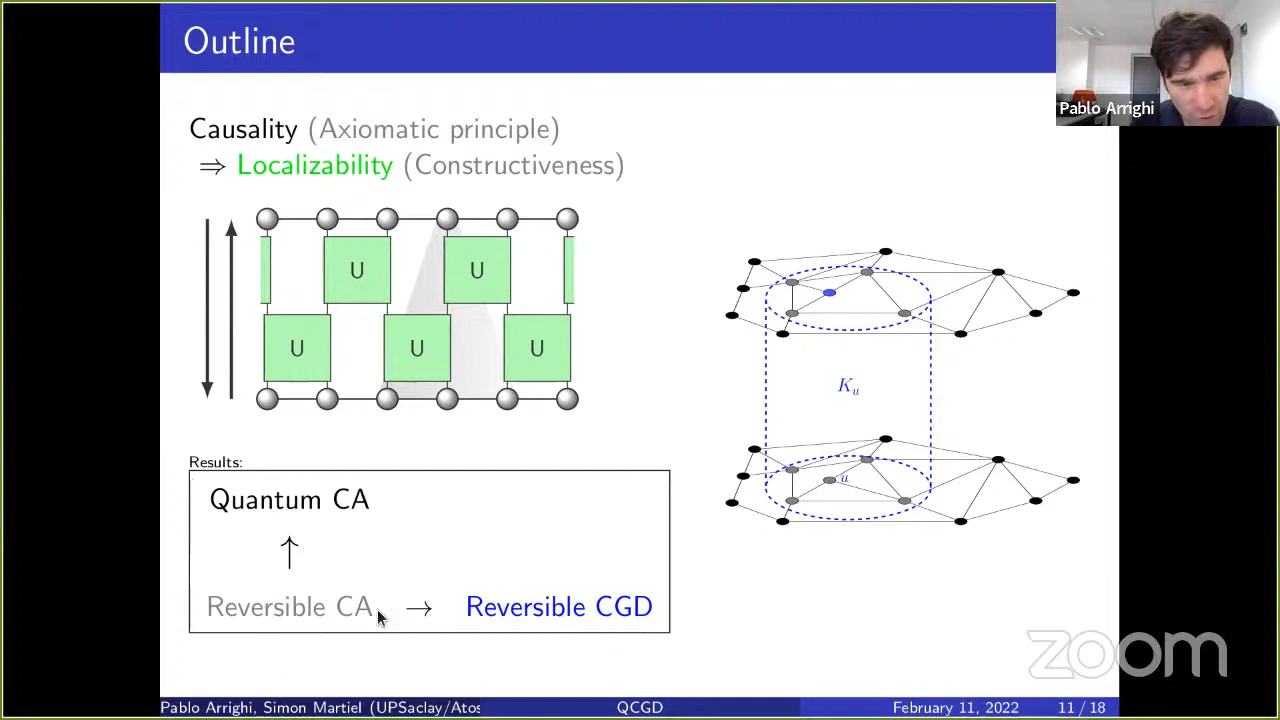 Outline
Pablo Arrighi
Causality (Axiomatic principle)
⇒ Localizability (Constructiveness)
U U
U U U
K_u
u
Results:
Quantum CA
↑
Reversible CA → Reversible CGD
zoom
Pablo Arrighi, Simon Martiel (UPSaclay/Atos QCGD February 11, 2022 11 / 18